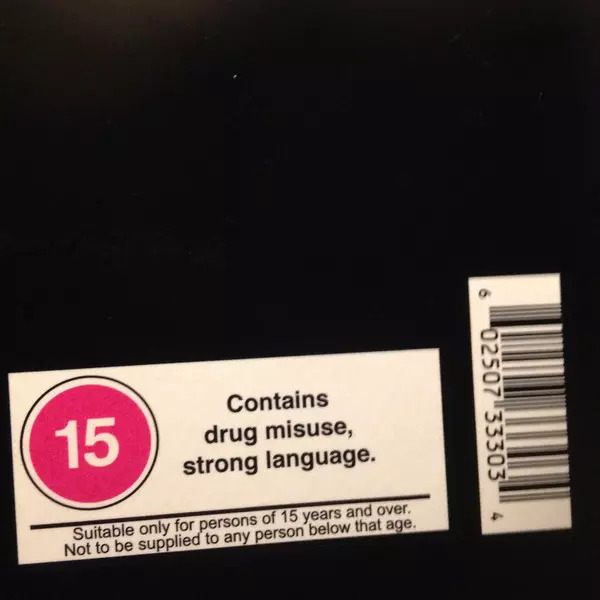 15
Contains
drug misuse,
strong language.
Suitable only for persons of 15 years and over.
Not to be supplied to any person below that age.
6 02507 33303 4